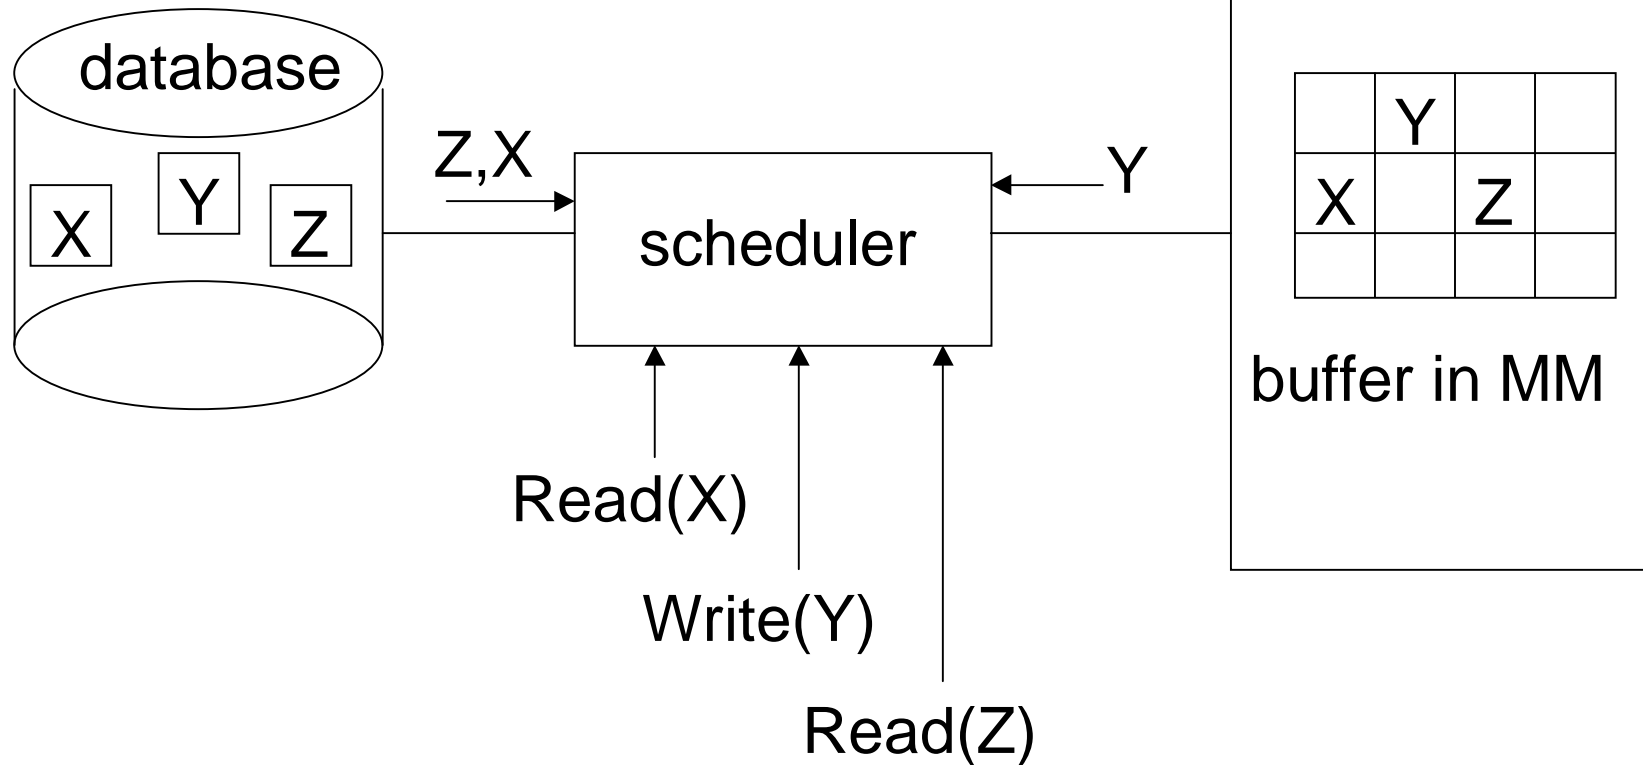 database
X
Y
Z
Z,X
scheduler
Y
Y
X
Z
buffer in MM
Read(X)
Write(Y)
Read(Z)